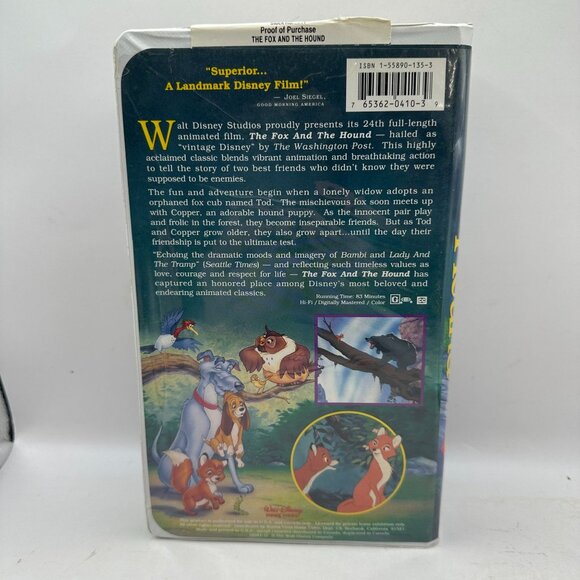 Proof of Purchase
THE FOX AND THE HOUND
"Superior...
A Landmark Disney Film!"
— JOEL SIEGEL,
GOOD MORNING AMERICA
ISBN 1-55890-135-3
7 65362-0410-3 9
Walt Disney Studios proudly presents its 24th full-length
animated film, The Fox And The Hound — hailed as
"vintage Disney" by The Washington Post. This highly
acclaimed classic blends vibrant animation and breathtaking action
to tell the story of two best friends who didn't know they were
supposed to be enemies.
The fun and adventure begin when a lonely widow adopts an
orphaned fox cub named Tod. The mischievous fox soon meets up
with Copper, an adorable hound puppy. As the innocent pair play
and frolic in the forest, they become inseparable friends. But as Tod
and Copper grow older, they also grow apart...until the day their
friendship is put to the ultimate test.
"Echoing the dramatic moods and imagery of Bambi and Lady And
The Tramp" (Seattle Times) — and reflecting such timeless values as
love, courage and respect for life — The Fox And The Hound has
captured an honored place among Disney's most beloved and
endearing animated classics.
Running Time: 83 Minutes
Hi-Fi / Digitally Mastered / Color
G
CC
Walt Disney
HOME VIDEO